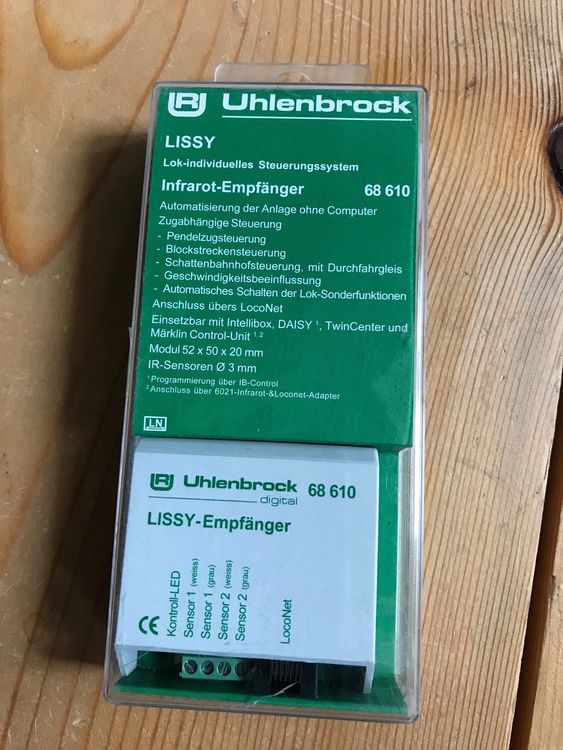 UR Uhlenbrock
LISSY
Lok-individuelles Steuerungssystem
Infrarot-Empfänger 68 610
Automatisierung der Anlage ohne Computer
Zugabhängige Steuerung
- Pendelzugsteuerung
- Blockstreckensteuerung
- Schattenbahnhofsteuerung, mit Durchfahrgleis
- Geschwindigkeitsbeeinflussung
- Automatisches Schalten der Lok-Sonderfunktionen
Anschluss übers LocoNet
Einsetzbar mit Intellibox, DAISY ¹, TwinCenter und
Märklin Control-Unit ¹,²
Modul 52 x 50 x 20 mm
IR-Sensoren Ø 3 mm
¹ Programmierung über IB-Control
² Anschluss über 6021-Infrarot-&Loconet-Adapter
LN
UR Uhlenbrock 68 610
digital
LISSY-Empfänger
CE
Kontroll-LED
Sensor 1 (weiss)
Sensor 1 (grau)
Sensor 2 (weiss)
Sensor 2 (grau)
LocoNet